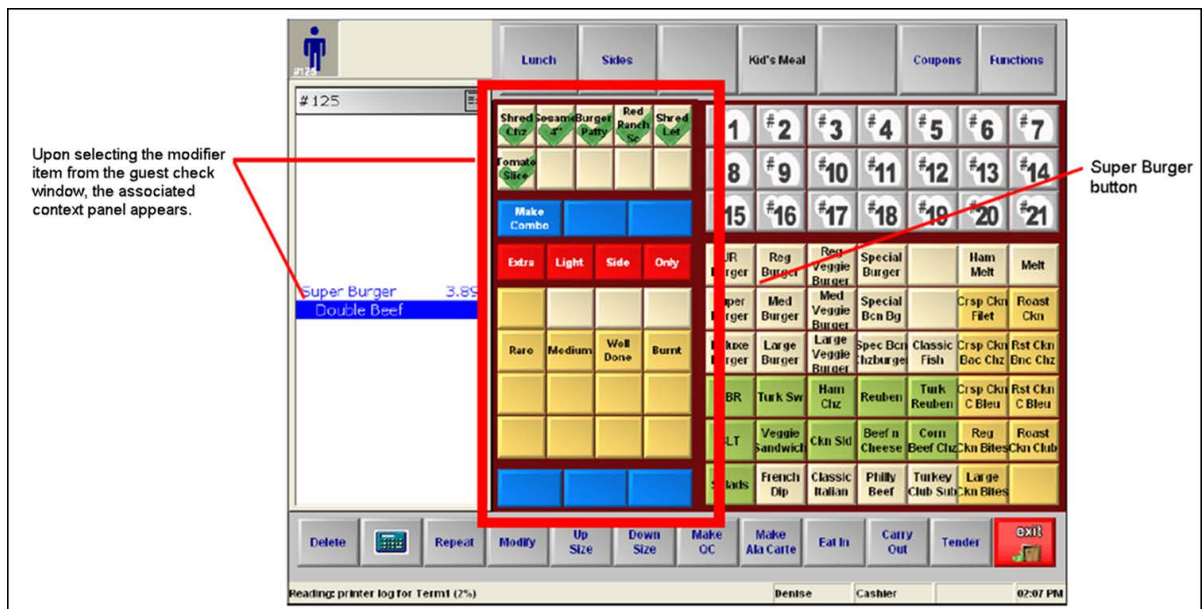 Upon selecting the modifier
item from the guest check
window, the associated
context panel appears.
Super Burger
button
#125
Lunch
Sides
Kid's Meal
Coupons
Functions
#125
Super Burger 3.89
Double Beef
Shred Chz
Sesame 4"
Burger Patty
Red Ranch Sc
Shred Let
Tomato Slice
Make Combo
Extra Light Side Only
Rare Medium Well Done Burnt
1 #2 #3 #4 #5 #6 #7
8 #9 #10 #11 #12 #13 #14
15 #16 #17 #18 #19 #20 #21
Reg Burger
Reg Veggie Burger
Special Burger
Ham Melt
Melt
Med Burger
Med Veggie Burger
Special Bcn Bg
Crsp Ckn Filet
Roast Ckn
Large Burger
Large Veggie Burger
Spec Bcn
Classic Fish
Crsp Ckn Bac Chz
Rst Ckn Bnc Chz
Turk Sw
Ham Chz
Reuben
Turk Reuben
Crsp Ckn C Bleu
Rst Ckn C Bleu
Veggie Sandwich
Ckn Sld
Beef n Cheese
Corn Beef Chz
Reg Ckn Bites
Roast Ckn Club
French Dip
Classic Italian
Philly Beef
Turkey Club Sub
Large Ckn Bites
Delete
Repeat
Modify
Up Size
Down Size
Make QC
Make Ala Carte
Eat In
Carry Out
Tender
exit
Reading: printer log for Term1 (2%)
Denise
Cashier
02:07 PM